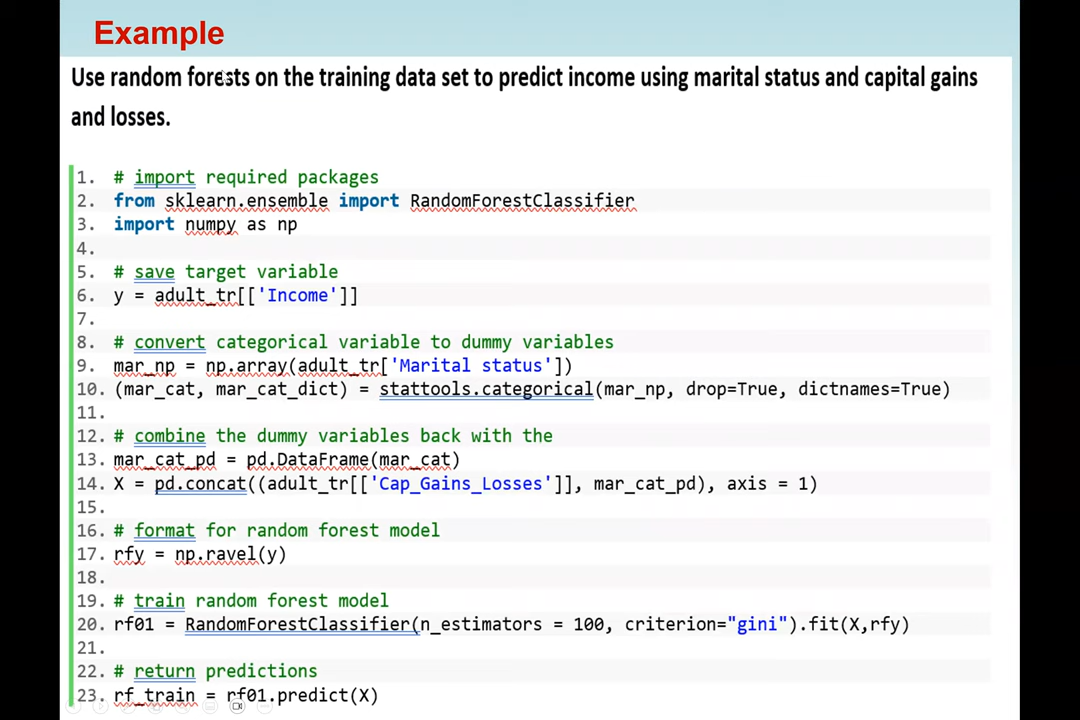 Example
Use random forests on the training data set to predict income using marital status and capital gains
and losses.
1. # import required packages
2. from sklearn.ensemble import RandomForestClassifier
3. import numpy as np
4.
5. # save target variable
6. y = adult_tr[['Income']]
7.
8. # convert categorical variable to dummy variables
9. mar_np = np.array(adult_tr['Marital status'])
10. (mar_cat, mar_cat_dict) = stattools.categorical(mar_np, drop=True, dictnames=True)
11.
12. # combine the dummy variables back with the
13. mar_cat_pd = pd.DataFrame(mar_cat)
14. X = pd.concat((adult_tr[['Cap_Gains_Losses']], mar_cat_pd), axis = 1)
15.
16. # format for random forest model
17. rfy = np.ravel(y)
18.
19. # train random forest model
20. rf01 = RandomForestClassifier(n_estimators = 100, criterion="gini").fit(X,rfy)
21.
22. # return predictions
23. rf_train = rf01.predict(X)